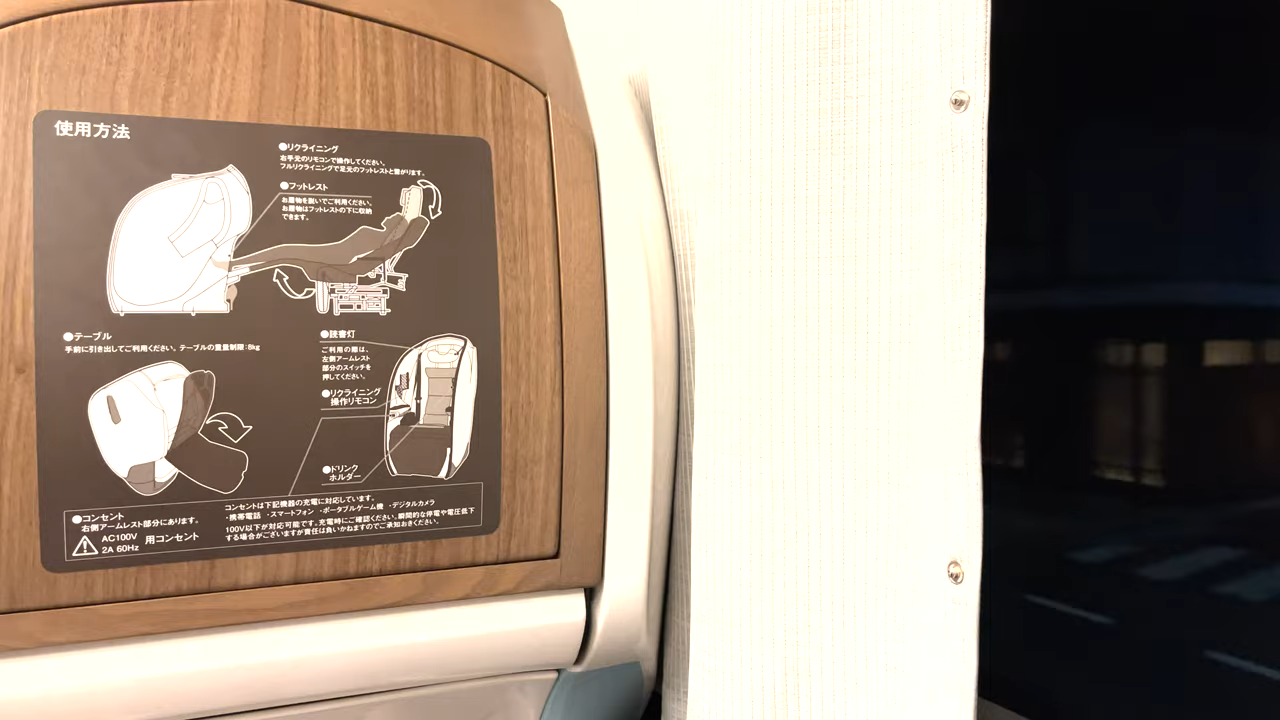 使用方法
●リクライニング
右手元のリモコンで操作してください。
フルリクライニングで足元のフットレストと繋がります。
●フットレスト
お履物を脱いでご利用ください。
お履物はフットレストの下に収納
できます。
●テーブル
手前に引き出してご利用ください。テーブルの重量制限:8kg
●読書灯
ご利用の際は、
左側アームレスト
部分のスイッチを
押してください。
●リクライニング
操作リモコン
●ドリンク
ホルダー
●コンセント
右側アームレスト部分にあります。
AC100V
2A 60Hz
用コンセント
コンセントは下記機器の充電に対応しています。
・携帯電話 ・スマートフォン ・ポータブルゲーム機 ・デジタルカメラ
100V以下が対応可能です。充電時にご確認ください。瞬間的な停電や電圧低下
する場合がございますが責任は負いかねますのでご承知おきください。